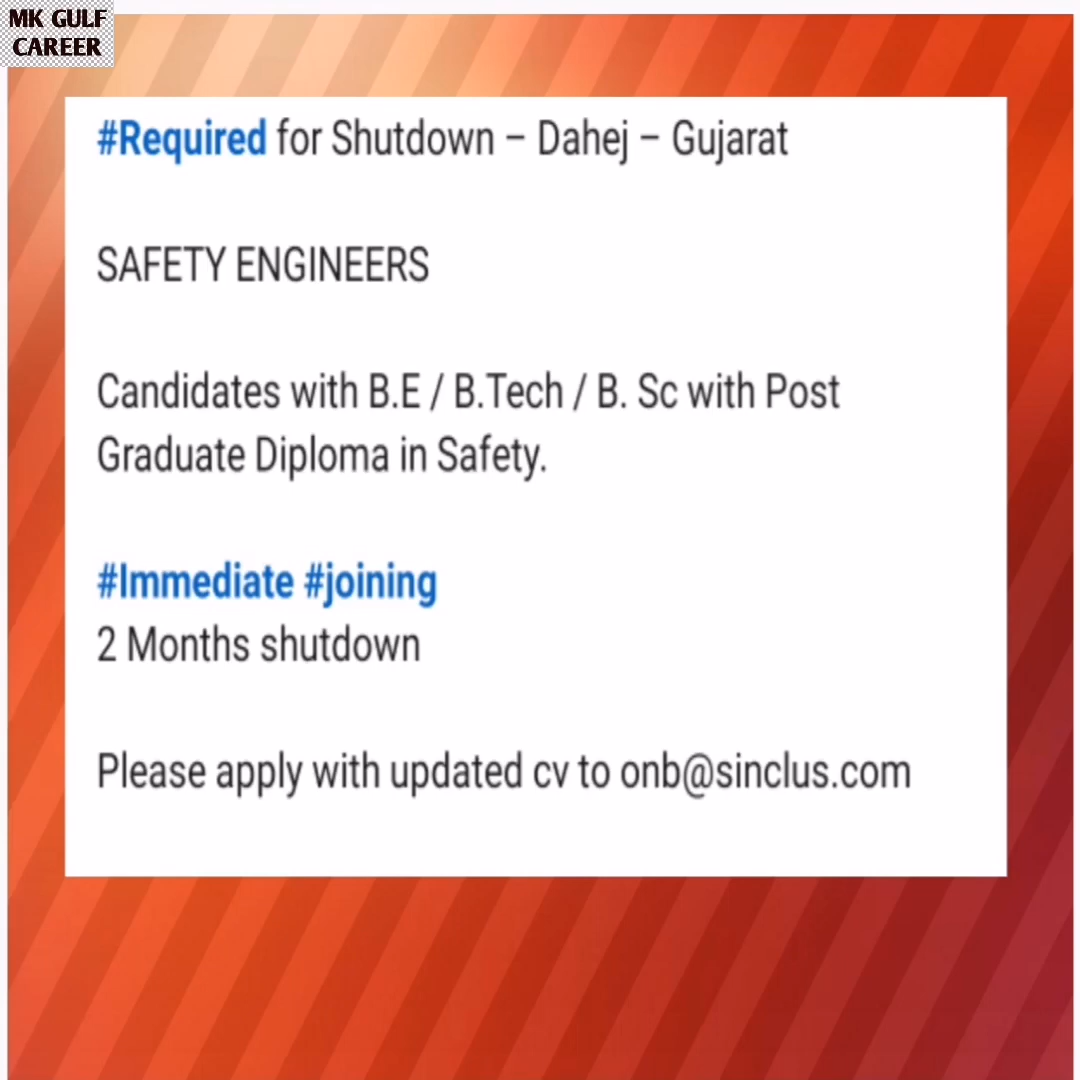 MK GULF
CAREER
#Required for Shutdown – Dahej – Gujarat
SAFETY ENGINEERS
Candidates with B.E / B.Tech / B. Sc with Post
Graduate Diploma in Safety.
#Immediate #joining
2 Months shutdown
Please apply with updated cv to onb@sinclus.com